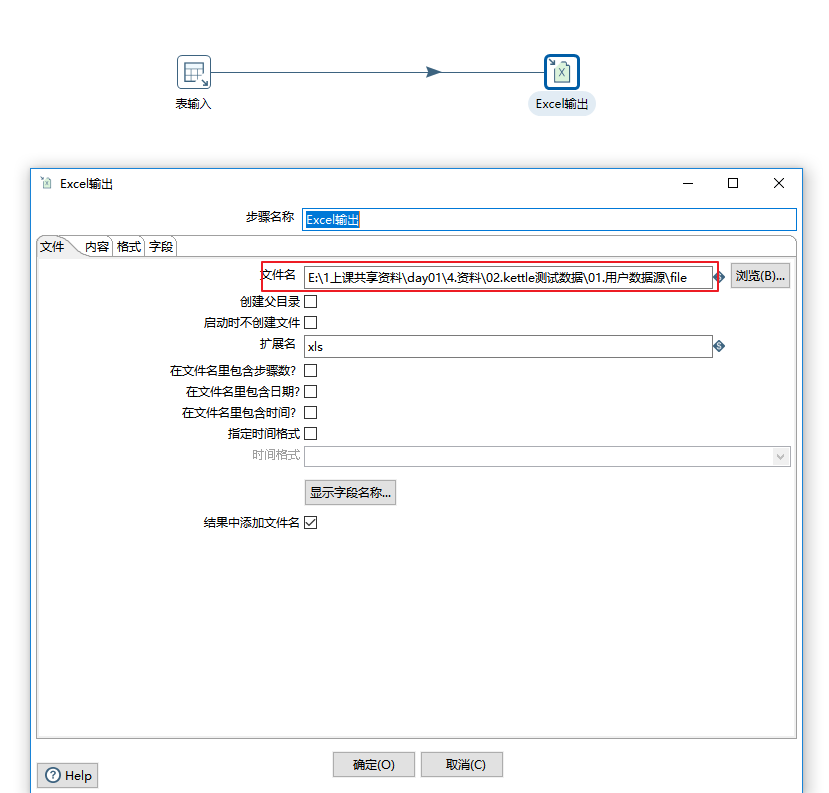 表输入
Excel输出
Excel输出
步骤名称 Excel输出
文件 内容 格式 字段
文件名 E:\1上课共享资料\day01\4.资料\02.kettle测试数据\01.用户数据源\file 浏览(B)...
创建父目录
启动时不创建文件
扩展名 xls
在文件名里包含步骤数?
在文件名里包含日期?
在文件名里包含时间?
指定时间格式
时间格式
显示字段名称...
结果中添加文件名
确定(O) 取消(C)
Help